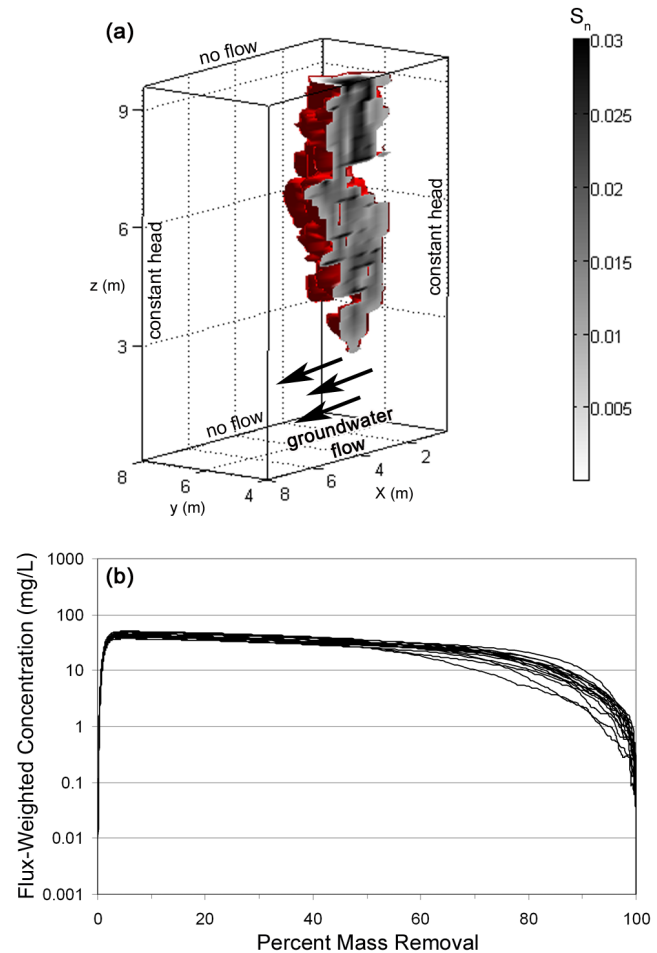 (a)
S_n
no flow
0.03
0.025
0.02
0.015
0.01
0.005
9
6
3
z (m)
constant head
constant head
no flow
groundwater
flow
8
6
4
y (m)
8
6
4
2
X (m)
(b)
Flux-Weighted Concentration (mg/L)
1000
100
10
1
0.1
0.01
0.001
0
20
40
60
80
100
Percent Mass Removal